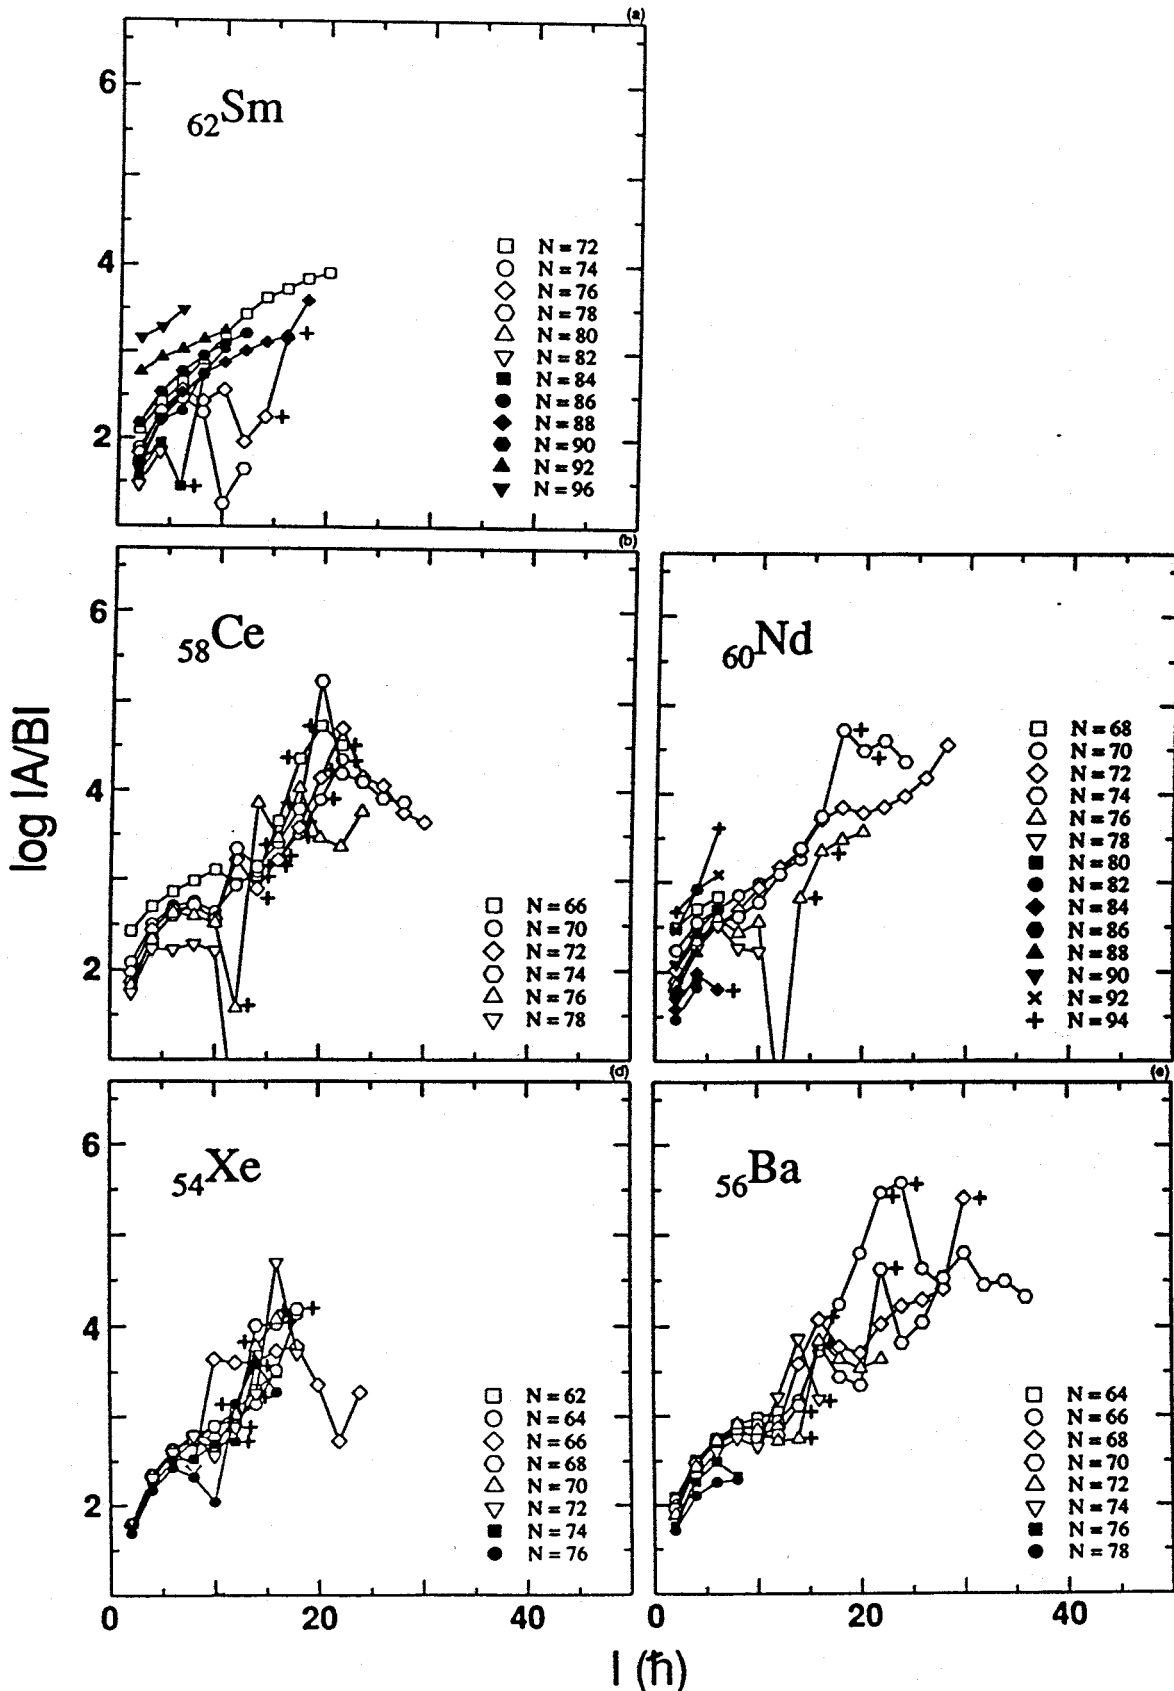 (a)
6
4
2
62Sm
N = 72
N = 74
N = 76
N = 78
N = 80
N = 82
N = 84
N = 86
N = 88
N = 90
N = 92
N = 96
(b)
6
4
2
58Ce
N = 66
N = 70
N = 72
N = 74
N = 76
N = 78
60Nd
N = 68
N = 70
N = 72
N = 74
N = 76
N = 78
N = 80
N = 82
N = 84
N = 86
N = 88
N = 90
N = 92
N = 94
log |A/B|
(d)
6
4
2
54Xe
N = 62
N = 64
N = 66
N = 68
N = 70
N = 72
N = 74
N = 76
0 20 40
(e)
56Ba
N = 64
N = 66
N = 68
N = 70
N = 72
N = 74
N = 76
N = 78
0 20 40
I (ħ)